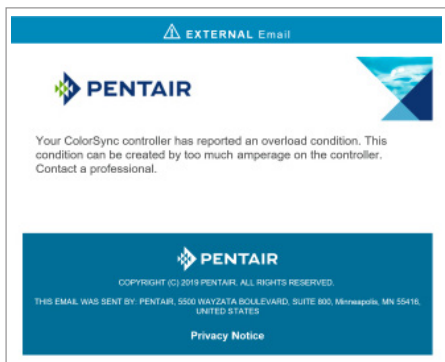 EXTERNAL Email
PENTAIR
Your ColorSync controller has reported an overload condition. This
condition can be created by too much amperage on the controller.
Contact a professional.
PENTAIR
COPYRIGHT (C) 2019 PENTAIR. ALL RIGHTS RESERVED.
THIS EMAIL WAS SENT BY: PENTAIR, 5500 WAYZATA BOULEVARD, SUITE 800, Minneapolis, MN 55416,
UNITED STATES
Privacy Notice